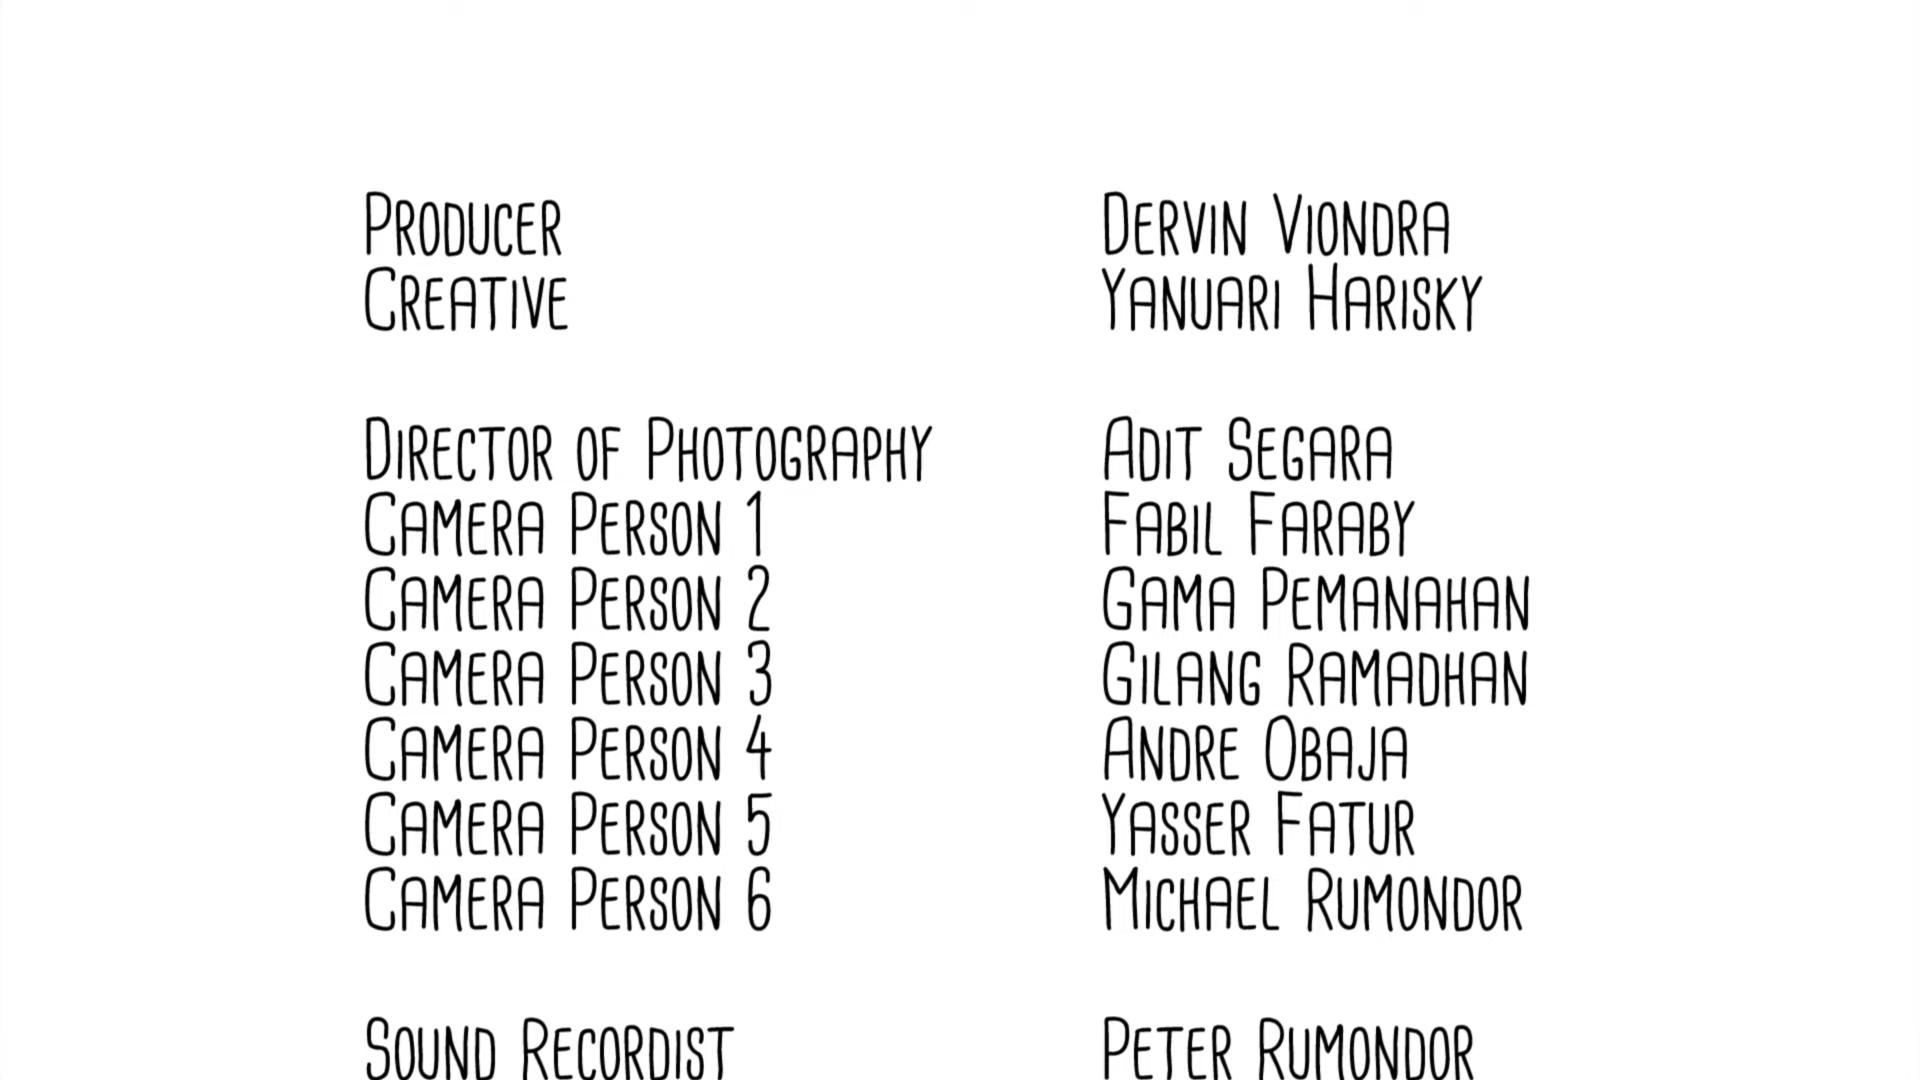 Producer Dervin Viondra
Creative Yanuari Harisky
Director of Photography Adit Segara
Camera Person 1 Fabil Faraby
Camera Person 2 Gama Pemanahan
Camera Person 3 Gilang Ramadhan
Camera Person 4 Andre Obaja
Camera Person 5 Yasser Fatur
Camera Person 6 Michael Rumondor
Sound Recordist Peter Rumondor